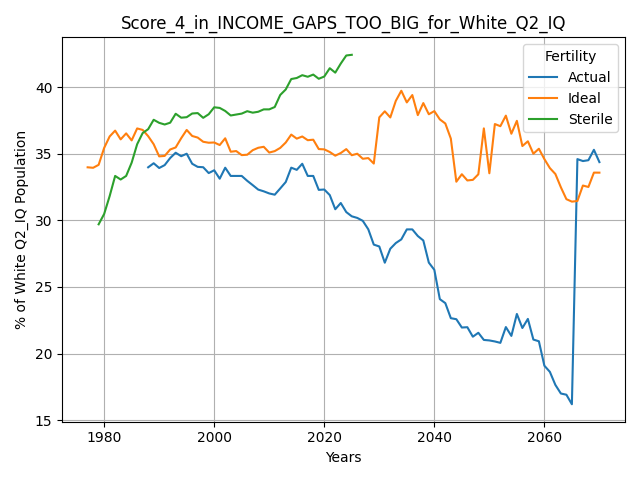 Score_4_in_INCOME_GAPS_TOO_BIG_for_White_Q2_IQ
% of White Q2_IQ Population
40
35
30
25
20
15
Fertility
Actual
Ideal
Sterile
1980
2000
2020
2040
2060
Years